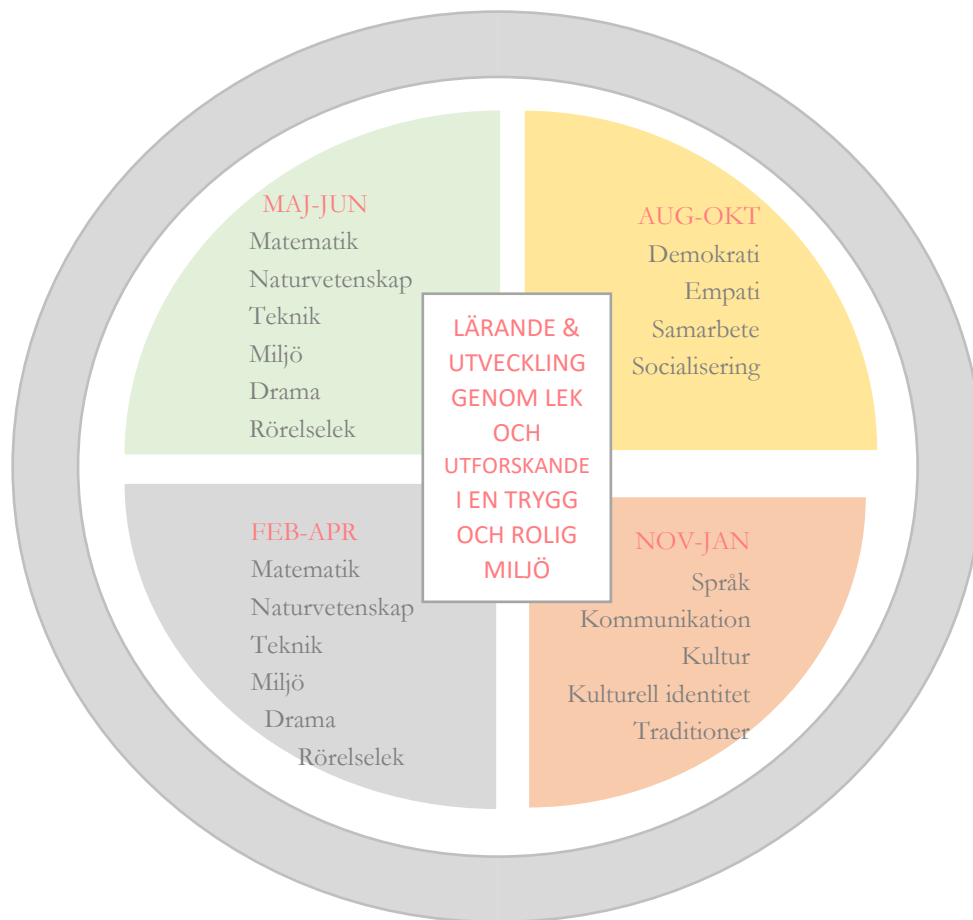 MAJ-JUN
Matematik
Naturvetenskap
Teknik
Miljö
Drama
Rörelselek
AUG-OKT
Demokrati
Empati
Samarbete
Socialisering
LÄRANDE &
UTVECKLING
GENOM LEK
OCH
UTFORSKANDE
I EN TRYGG
OCH ROLIG
MILJÖ
FEB-APR
Matematik
Naturvetenskap
Teknik
Miljö
Drama
Rörelselek
NOV-JAN
Språk
Kommunikation
Kultur
Kulturell identitet
Traditioner